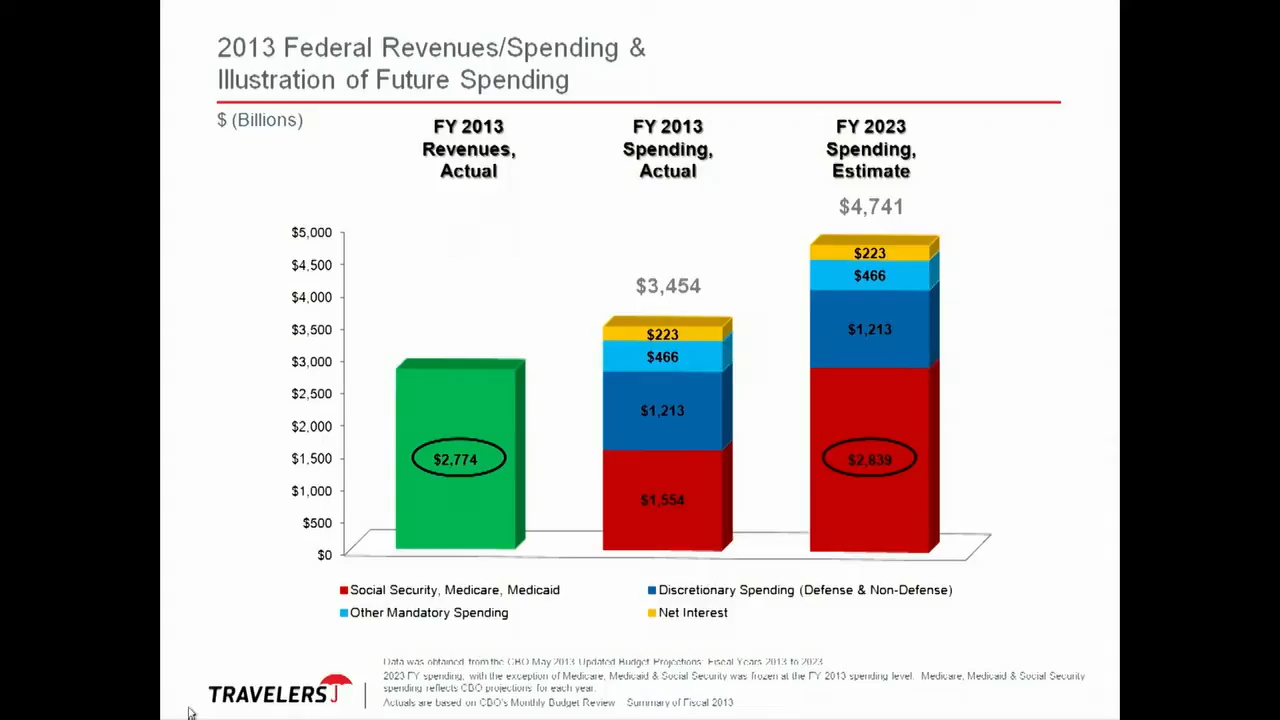 2013 Federal Revenues/Spending &
Illustration of Future Spending
$ (Billions)
FY 2013
Revenues,
Actual
FY 2013
Spending,
Actual
FY 2023
Spending,
Estimate
$4,741
$3,454
$5,000
$4,500
$4,000
$3,500
$3,000
$2,500
$2,000
$1,500
$1,000
$500
$0
$2,774
$223
$466
$1,213
$1,554
$223
$466
$1,213
$2,839
Social Security, Medicare, Medicaid
Discretionary Spending (Defense & Non-Defense)
Other Mandatory Spending
Net Interest
Data was obtained from the CBO May 2013 Updated Budget Projections: Fiscal Years 2013 to 2023
2023 FY spending, with the exception of Medicare, Medicaid & Social Security was frozen at the FY 2013 spending level. Medicare, Medicaid & Social Security
spending reflects CBO projections for each year.
Actuals are based on CBO's Monthly Budget Review Summary of Fiscal 2013
TRAVELERS